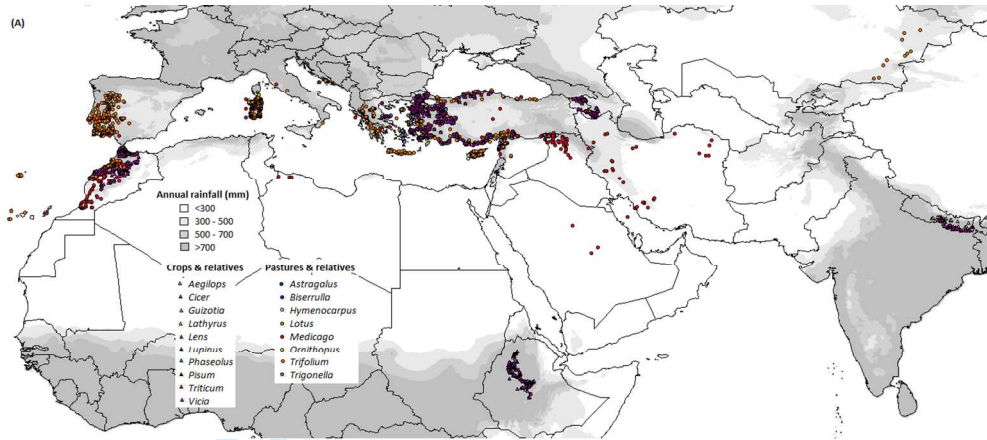 (A)
Annual rainfall (mm)
<300
300 - 500
500 - 700
>700
Crops & relatives
Aegilops
Cicer
Guizotia
Lathyrus
Lens
Lupinus
Phaseolus
Pisum
Triticum
Vicia
Pastures & relatives
Astragalus
Biserrulla
Hymenocarpus
Lotus
Medicago
Ornithopus
Trifolium
Trigonella